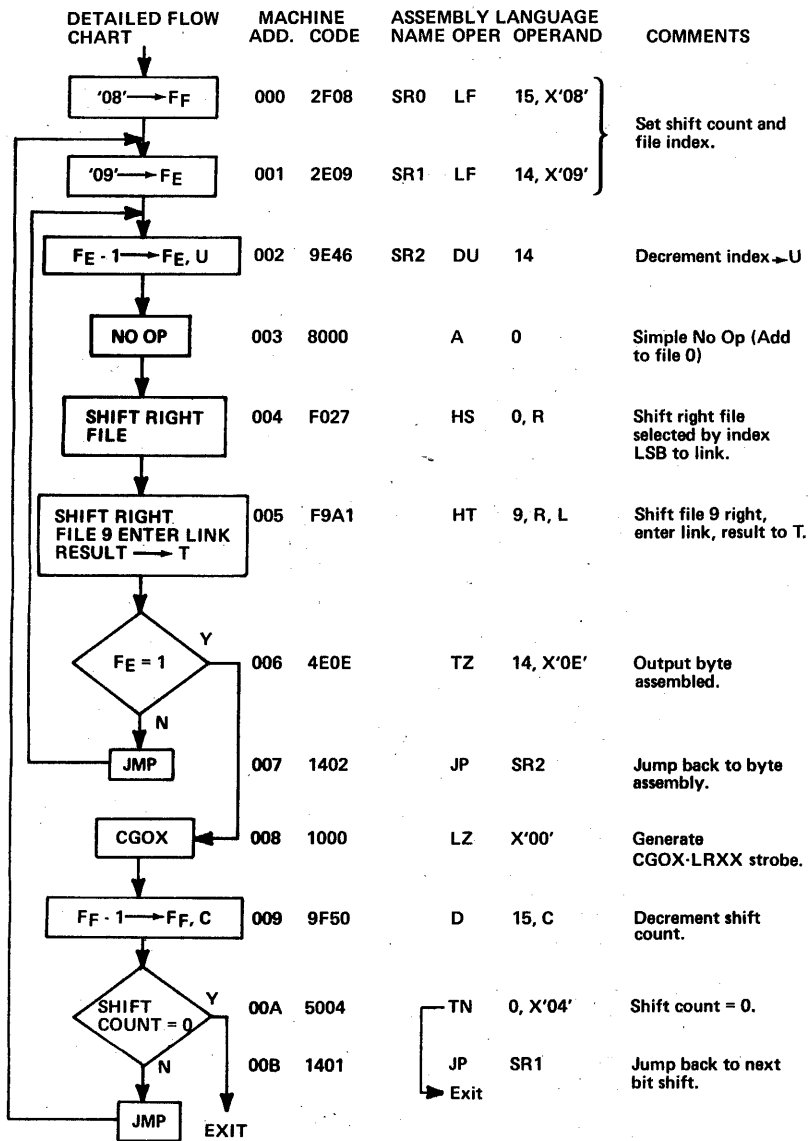 DETAILED FLOW CHART MACHINE ADD. CODE ASSEMBLY LANGUAGE NAME OPER OPERAND COMMENTS
'08' → FF 000 2F08 SR0 LF 15, X'08'
Set shift count and file index.
'09' → FE 001 2E09 SR1 LF 14, X'09'
FE - 1 → FE, U 002 9E46 SR2 DU 14 Decrement index → U
NO OP 003 8000 A 0 Simple No Op (Add to file 0)
SHIFT RIGHT FILE 004 F027 HS 0, R Shift right file selected by index LSB to link.
SHIFT RIGHT FILE 9 ENTER LINK RESULT → T 005 F9A1 HT 9, R, L Shift file 9 right, enter link, result to T.
Y
FE = 1 006 4E0E TZ 14, X'0E' Output byte assembled.
N
JMP 007 1402 JP SR2 Jump back to byte assembly.
CGOX 008 1000 LZ X'00' Generate CGOX·LRXX strobe.
FF - 1 → FF, C 009 9F50 D 15, C Decrement shift count.
SHIFT COUNT = 0 Y 00A 5004 TN 0, X'04' Shift count = 0.
N 00B 1401 JP SR1 Jump back to next bit shift.
Exit
JMP EXIT